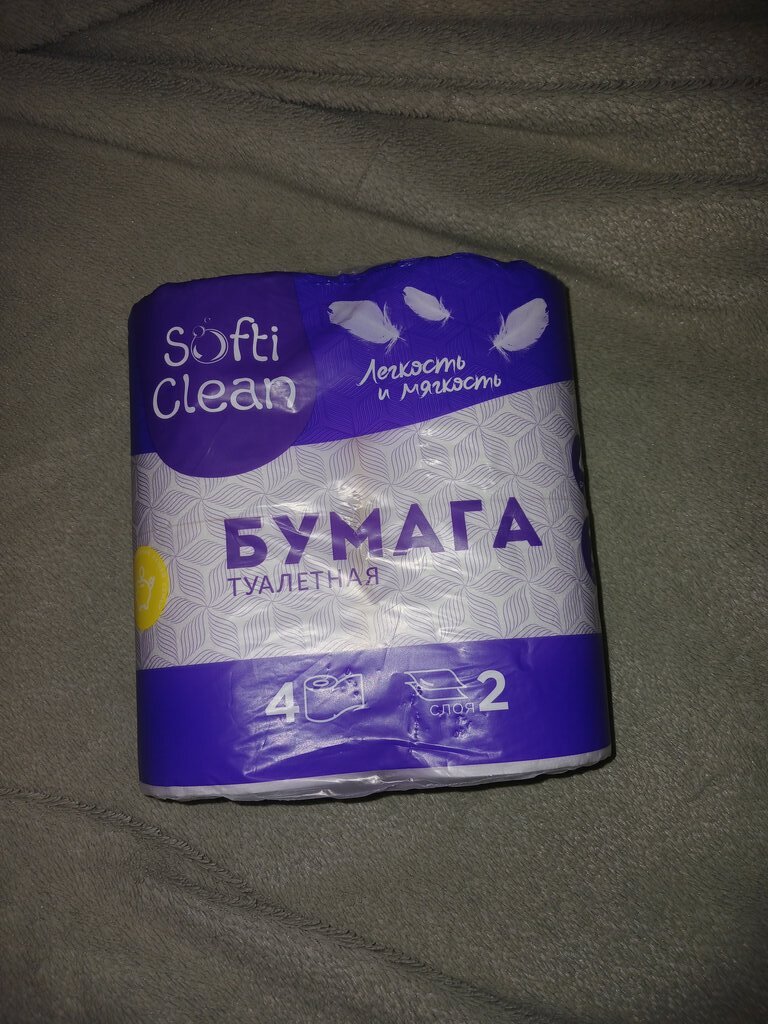 Softi
Clean
Легкость
и мягкость
БУМАГА
ТУАЛЕТНАЯ
4
СЛОЯ 2